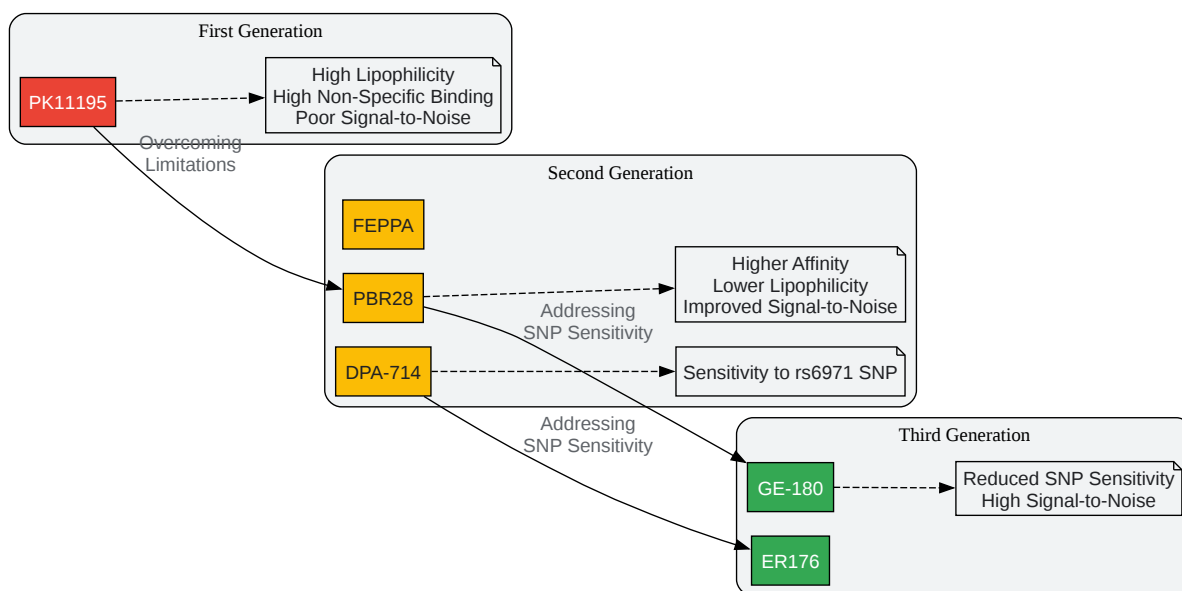 First Generation
PK11195
High Lipophilicity
High Non-Specific Binding
Poor Signal-to-Noise
Overcoming
Limitations
Second Generation
FEPPA
PBR28
Higher Affinity
Lower Lipophilicity
Improved Signal-to-Noise
Addressing
SNP Sensitivity
DPA-714
Sensitivity to rs6971 SNP
Addressing
SNP Sensitivity
Third Generation
GE-180
Reduced SNP Sensitivity
High Signal-to-Noise
ER176